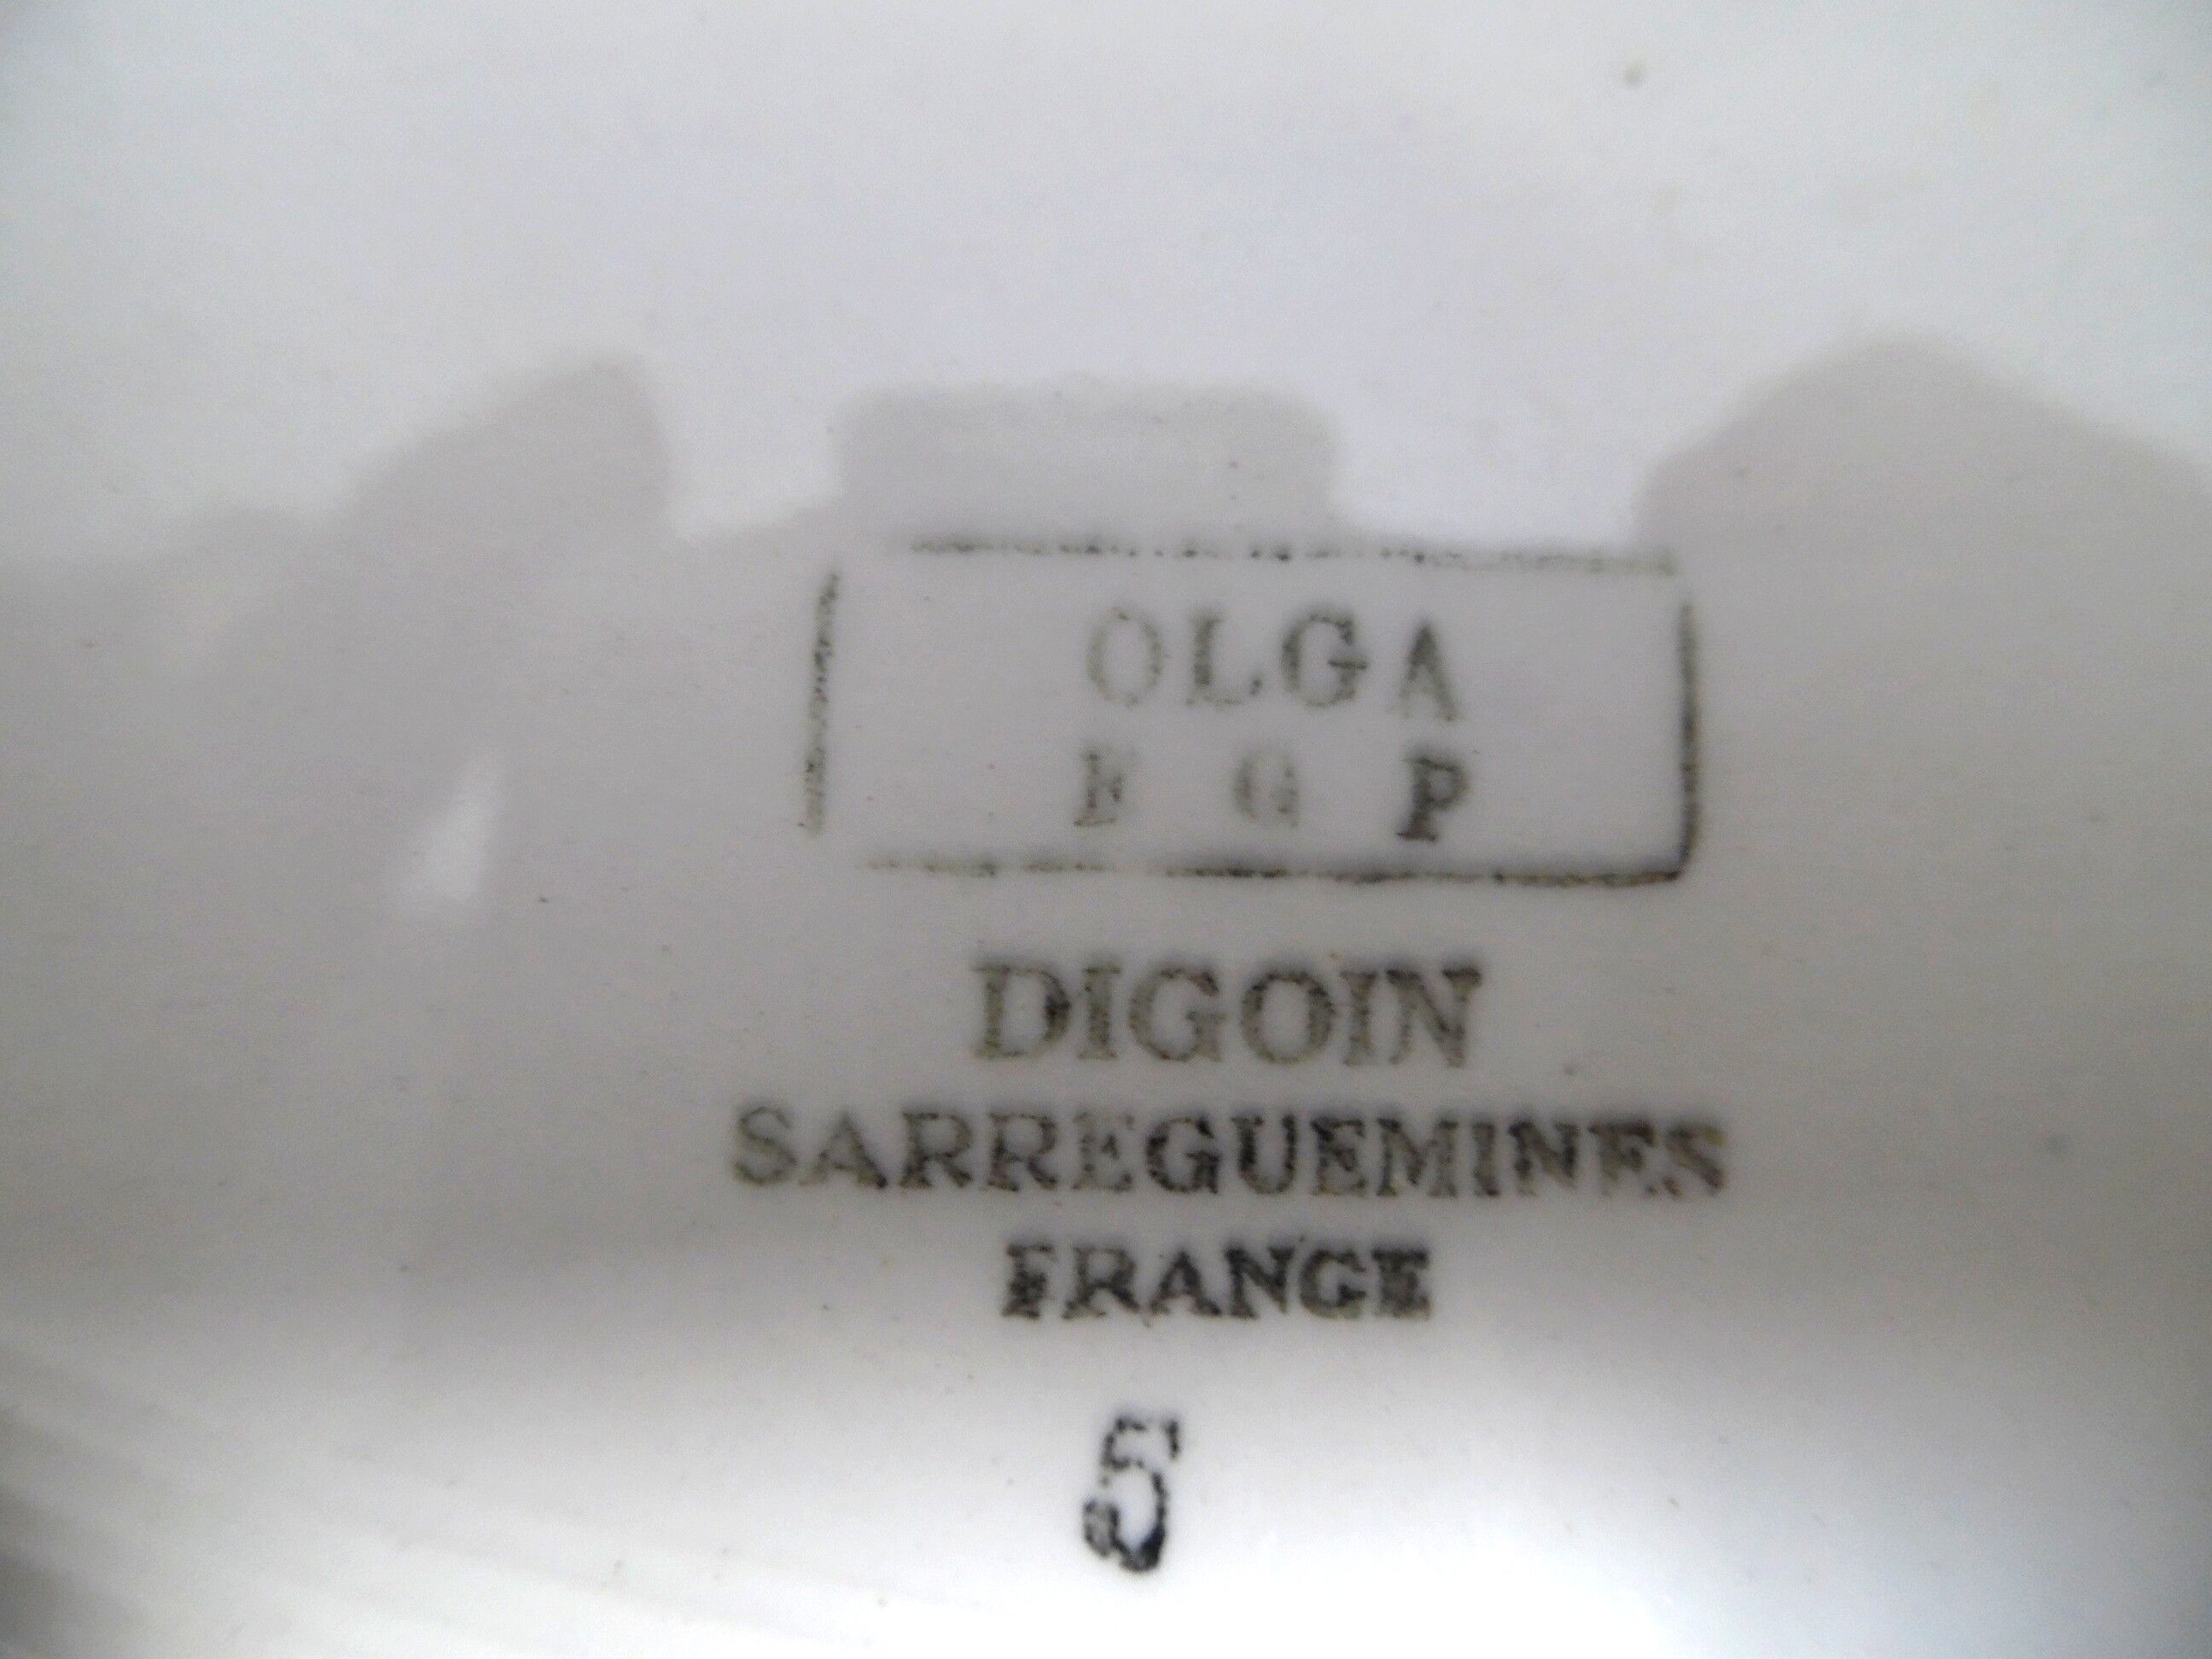 OLGA
DIGOIN
SARREGUEMINES
FRANCE
5